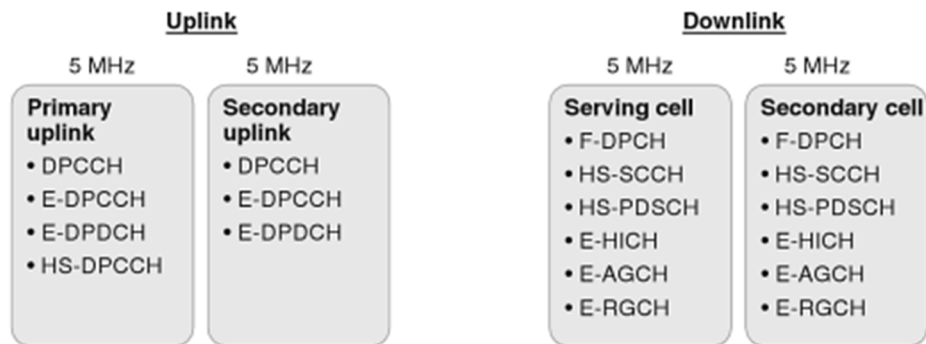 Uplink
5 MHz
5 MHz
Primary
uplink
• DPCCH
• E-DPCCH
• E-DPDCH
• HS-DPCCH
Secondary
uplink
• DPCCH
• E-DPCCH
• E-DPDCH
Downlink
5 MHz
5 MHz
Serving cell
• F-DPCH
• HS-SCCH
• HS-PDSCH
• E-HICH
• E-AGCH
• E-RGCH
Secondary cell
• F-DPCH
• HS-SCCH
• HS-PDSCH
• E-HICH
• E-AGCH
• E-RGCH